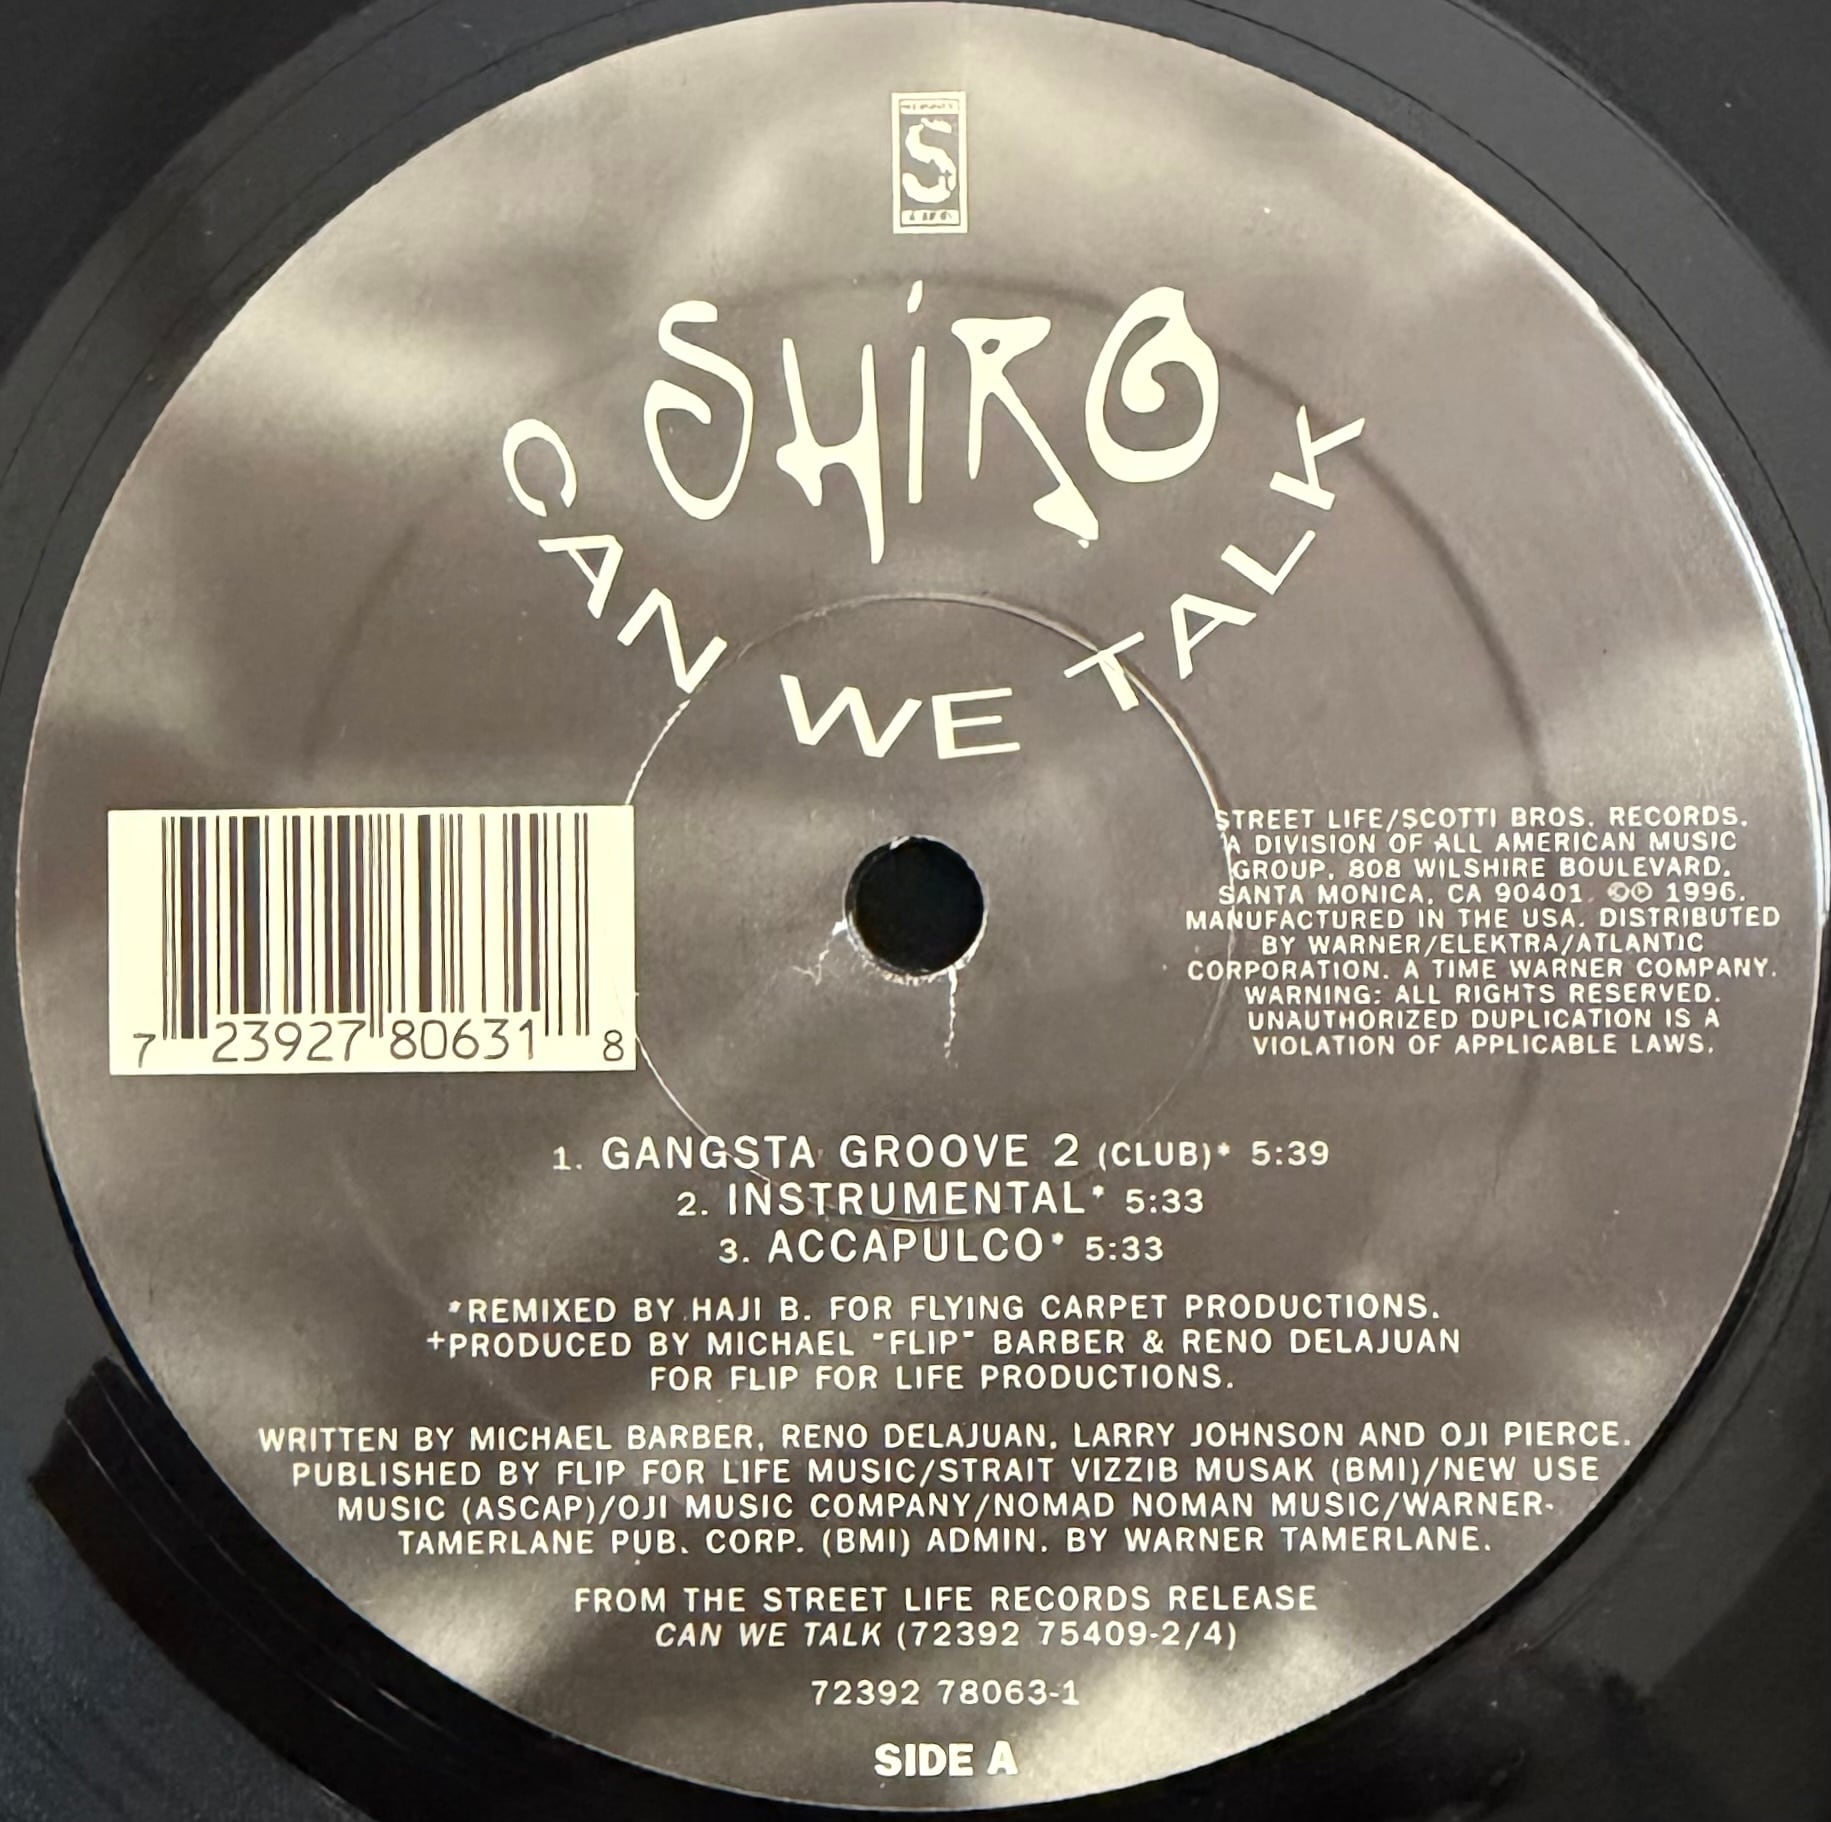 S
LIFE
SHiRO
CAN WE TALK
7 23927 80631 8
STREET LIFE/SCOTTI BROS. RECORDS.
A DIVISION OF ALL AMERICAN MUSIC
GROUP, 808 WILSHIRE BOULEVARD.
SANTA MONICA, CA 90401. ©℗ 1996.
MANUFACTURED IN THE USA. DISTRIBUTED
BY WARNER/ELEKTRA/ATLANTIC
CORPORATION. A TIME WARNER COMPANY.
WARNING: ALL RIGHTS RESERVED.
UNAUTHORIZED DUPLICATION IS A
VIOLATION OF APPLICABLE LAWS.
1. GANGSTA GROOVE 2 (CLUB)* 5:39
2. INSTRUMENTAL* 5:33
3. ACCAPULCO* 5:33
*REMIXED BY HAJI B. FOR FLYING CARPET PRODUCTIONS.
+PRODUCED BY MICHAEL "FLIP" BARBER & RENO DELAJUAN
FOR FLIP FOR LIFE PRODUCTIONS.
WRITTEN BY MICHAEL BARBER, RENO DELAJUAN, LARRY JOHNSON AND OJI PIERCE.
PUBLISHED BY FLIP FOR LIFE MUSIC/STRAIT VIZZIB MUSAK (BMI)/NEW USE
MUSIC (ASCAP)/OJI MUSIC COMPANY/NOMAD NOMAN MUSIC/WARNER-
TAMERLANE PUB. CORP. (BMI) ADMIN. BY WARNER TAMERLANE.
FROM THE STREET LIFE RECORDS RELEASE
CAN WE TALK (72392 75409-2/4)
72392 78063-1
SIDE A